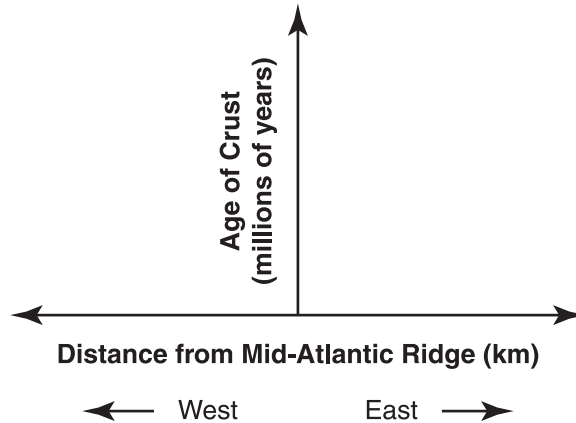 Age of Crust
(millions of years)
Distance from Mid-Atlantic Ridge (km)
West East